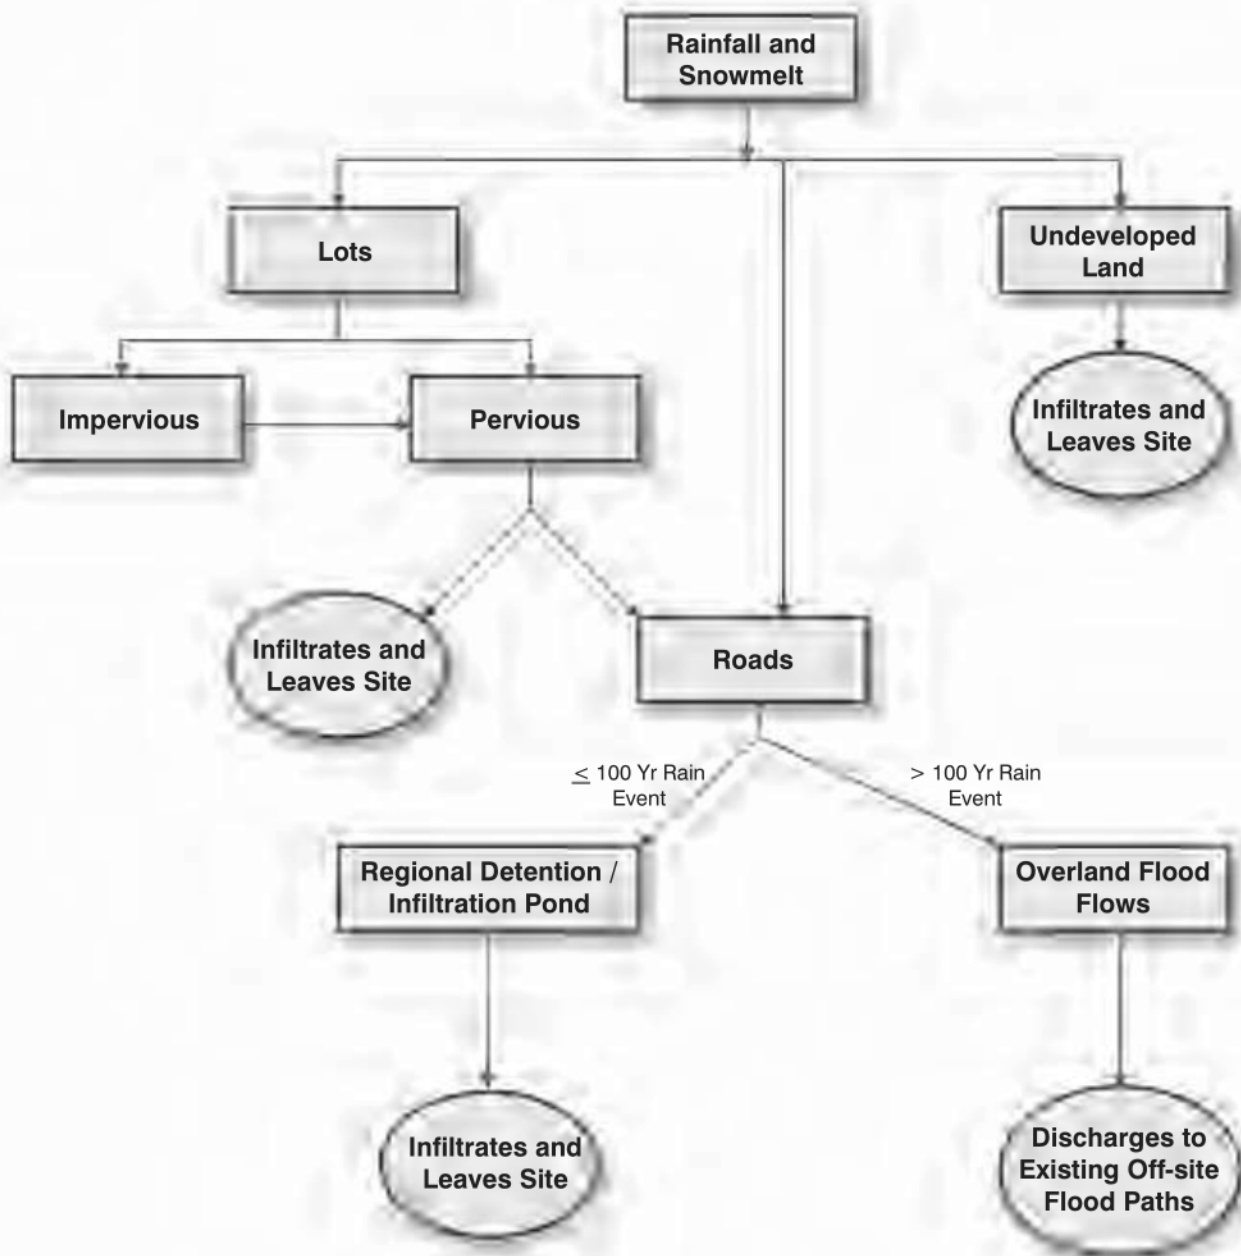 Rainfall and
Snowmelt
Lots
Undeveloped
Land
Impervious
Pervious
Infiltrates and
Leaves Site
Infiltrates and
Leaves Site
Roads
≤ 100 Yr Rain
Event
> 100 Yr Rain
Event
Regional Detention /
Infiltration Pond
Overland Flood
Flows
Infiltrates and
Leaves Site
Discharges to
Existing Off-site
Flood Paths